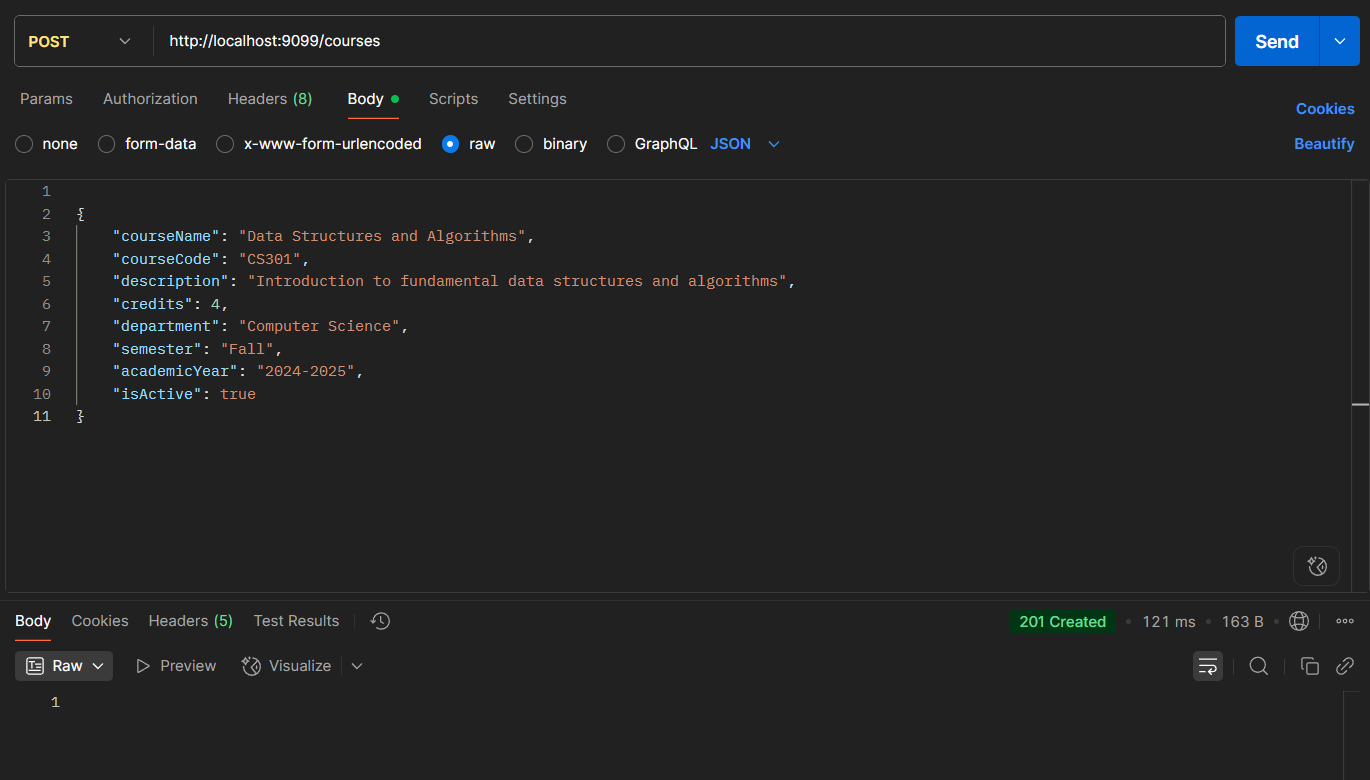 POST http://localhost:9099/courses Send
Params Authorization Headers (8) Body Scripts Settings
Cookies
none form-data x-www-form-urlencoded raw binary GraphQL JSON Beautify
1
2 {
3 "courseName": "Data Structures and Algorithms",
4 "courseCode": "CS301",
5 "description": "Introduction to fundamental data structures and algorithms",
6 "credits": 4,
7 "department": "Computer Science",
8 "semester": "Fall",
9 "academicYear": "2024-2025",
10 "isActive": true
11 }
Body Cookies Headers (5) Test Results 201 Created 121 ms 163 B
Raw Preview Visualize
1